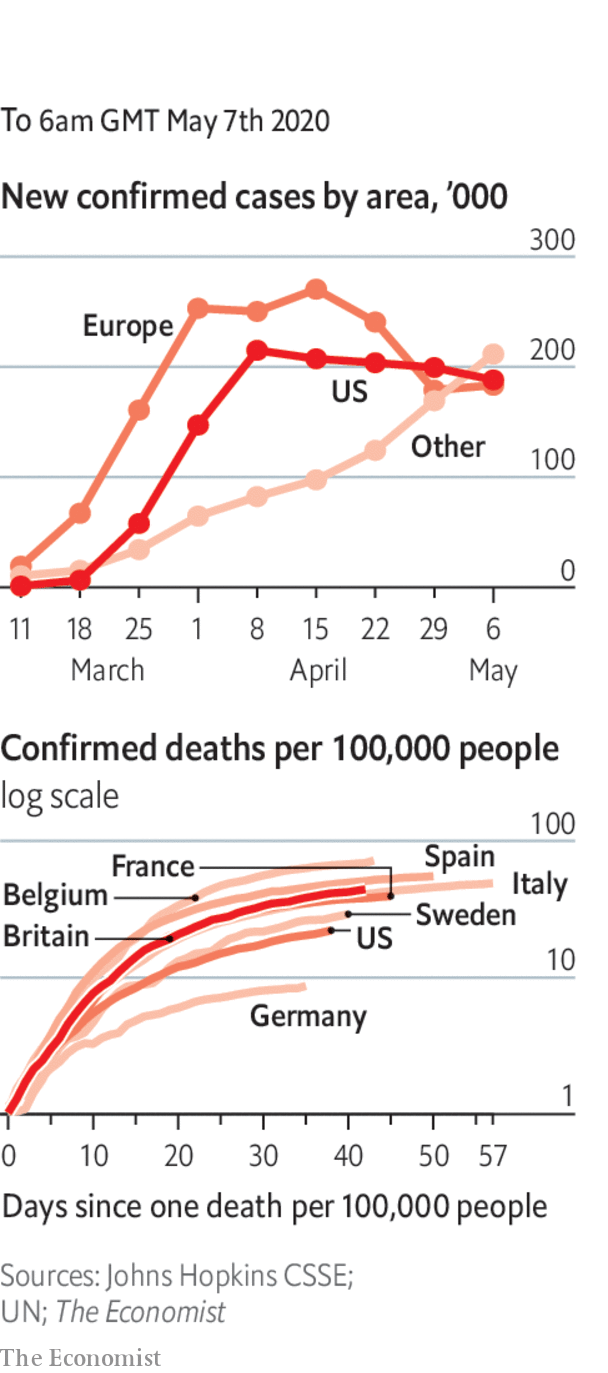 To 6am GMT May 7th 2020
New confirmed cases by area, ’000
300
Europe
200
US
Other
100
0
11 18 25 1 8 15 22 29 6
March April May
Confirmed deaths per 100,000 people
log scale
100
France
Spain
Belgium
Italy
Sweden
Britain
US
10
Germany
1
0 10 20 30 40 50 57
Days since one death per 100,000 people
Sources: Johns Hopkins CSSE;
UN; The Economist
The Economist